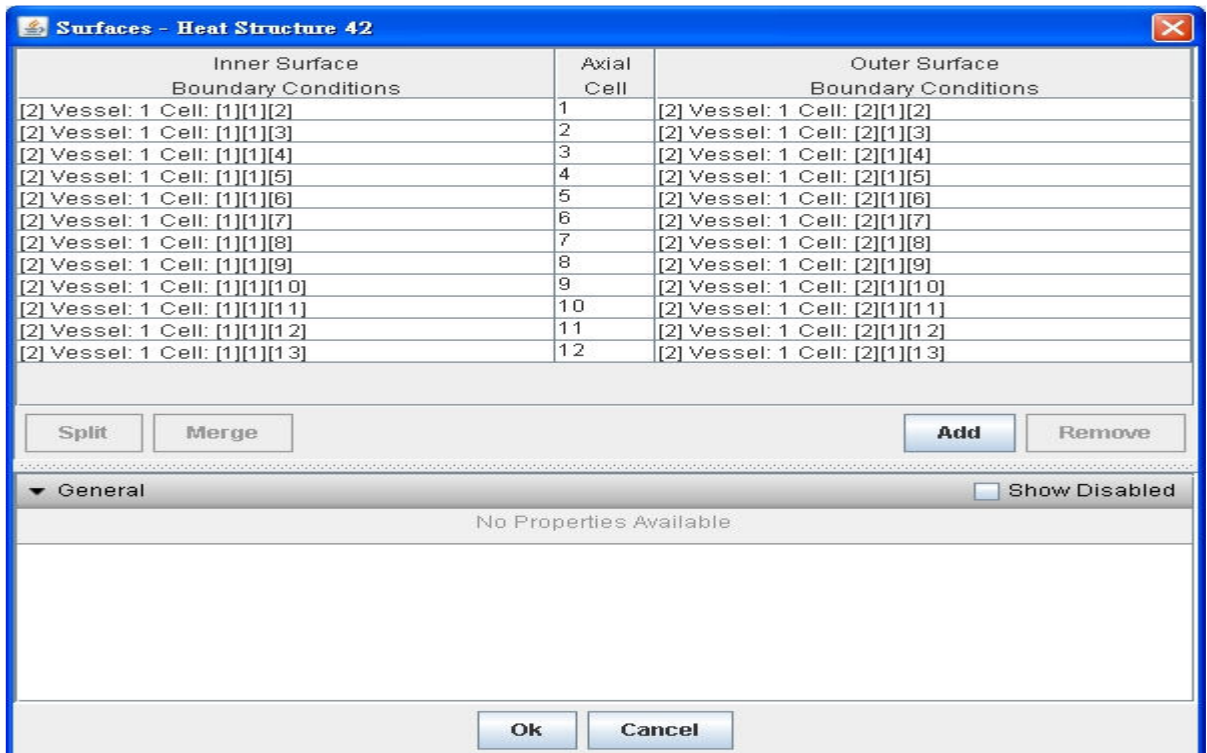 Surfaces - Heat Structure 42
Inner Surface Axial Outer Surface
Boundary Conditions Cell Boundary Conditions
[2] Vessel: 1 Cell: [1][1][2] 1 [2] Vessel: 1 Cell: [2][1][2]
[2] Vessel: 1 Cell: [1][1][3] 2 [2] Vessel: 1 Cell: [2][1][3]
[2] Vessel: 1 Cell: [1][1][4] 3 [2] Vessel: 1 Cell: [2][1][4]
[2] Vessel: 1 Cell: [1][1][5] 4 [2] Vessel: 1 Cell: [2][1][5]
[2] Vessel: 1 Cell: [1][1][6] 5 [2] Vessel: 1 Cell: [2][1][6]
[2] Vessel: 1 Cell: [1][1][7] 6 [2] Vessel: 1 Cell: [2][1][7]
[2] Vessel: 1 Cell: [1][1][8] 7 [2] Vessel: 1 Cell: [2][1][8]
[2] Vessel: 1 Cell: [1][1][9] 8 [2] Vessel: 1 Cell: [2][1][9]
[2] Vessel: 1 Cell: [1][1][10] 9 [2] Vessel: 1 Cell: [2][1][10]
[2] Vessel: 1 Cell: [1][1][11] 10 [2] Vessel: 1 Cell: [2][1][11]
[2] Vessel: 1 Cell: [1][1][12] 11 [2] Vessel: 1 Cell: [2][1][12]
[2] Vessel: 1 Cell: [1][1][13] 12 [2] Vessel: 1 Cell: [2][1][13]
Split Merge Add Remove
General Show Disabled
No Properties Available
Ok Cancel